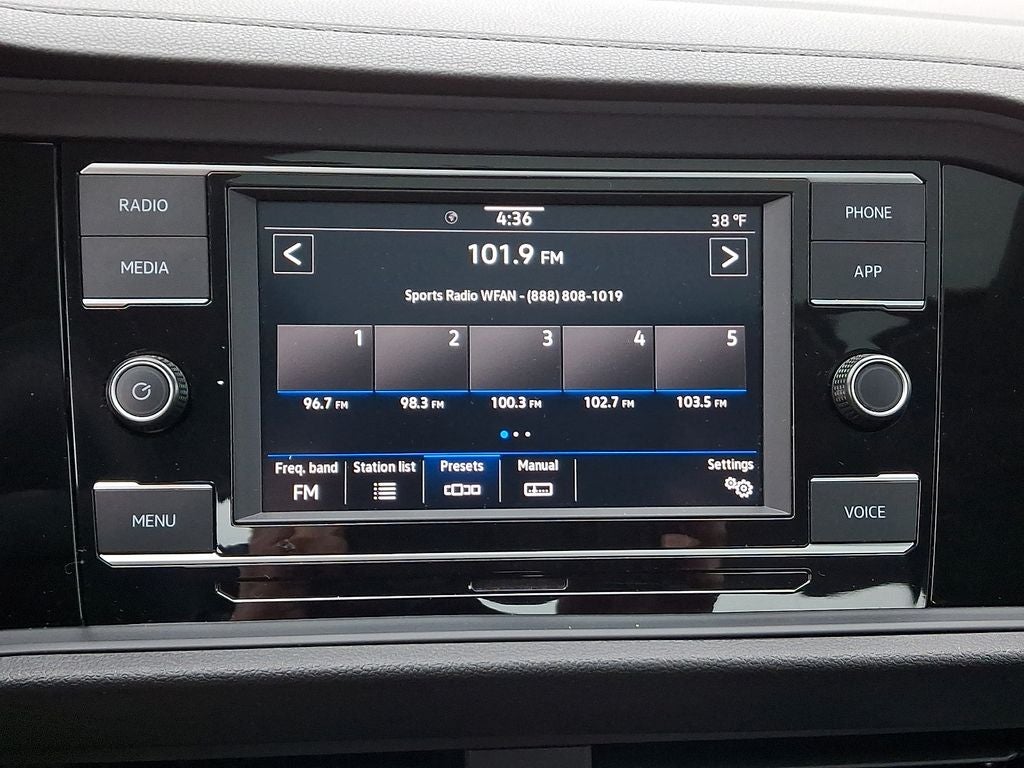 RADIO
MEDIA
MENU
PHONE
APP
VOICE
4:36
38 °F
<
101.9 FM
>
Sports Radio WFAN - (888) 808-1019
1 2 3 4 5
96.7 FM 98.3 FM 100.3 FM 102.7 FM 103.5 FM
Freq. band Station list Presets Manual Settings
FM